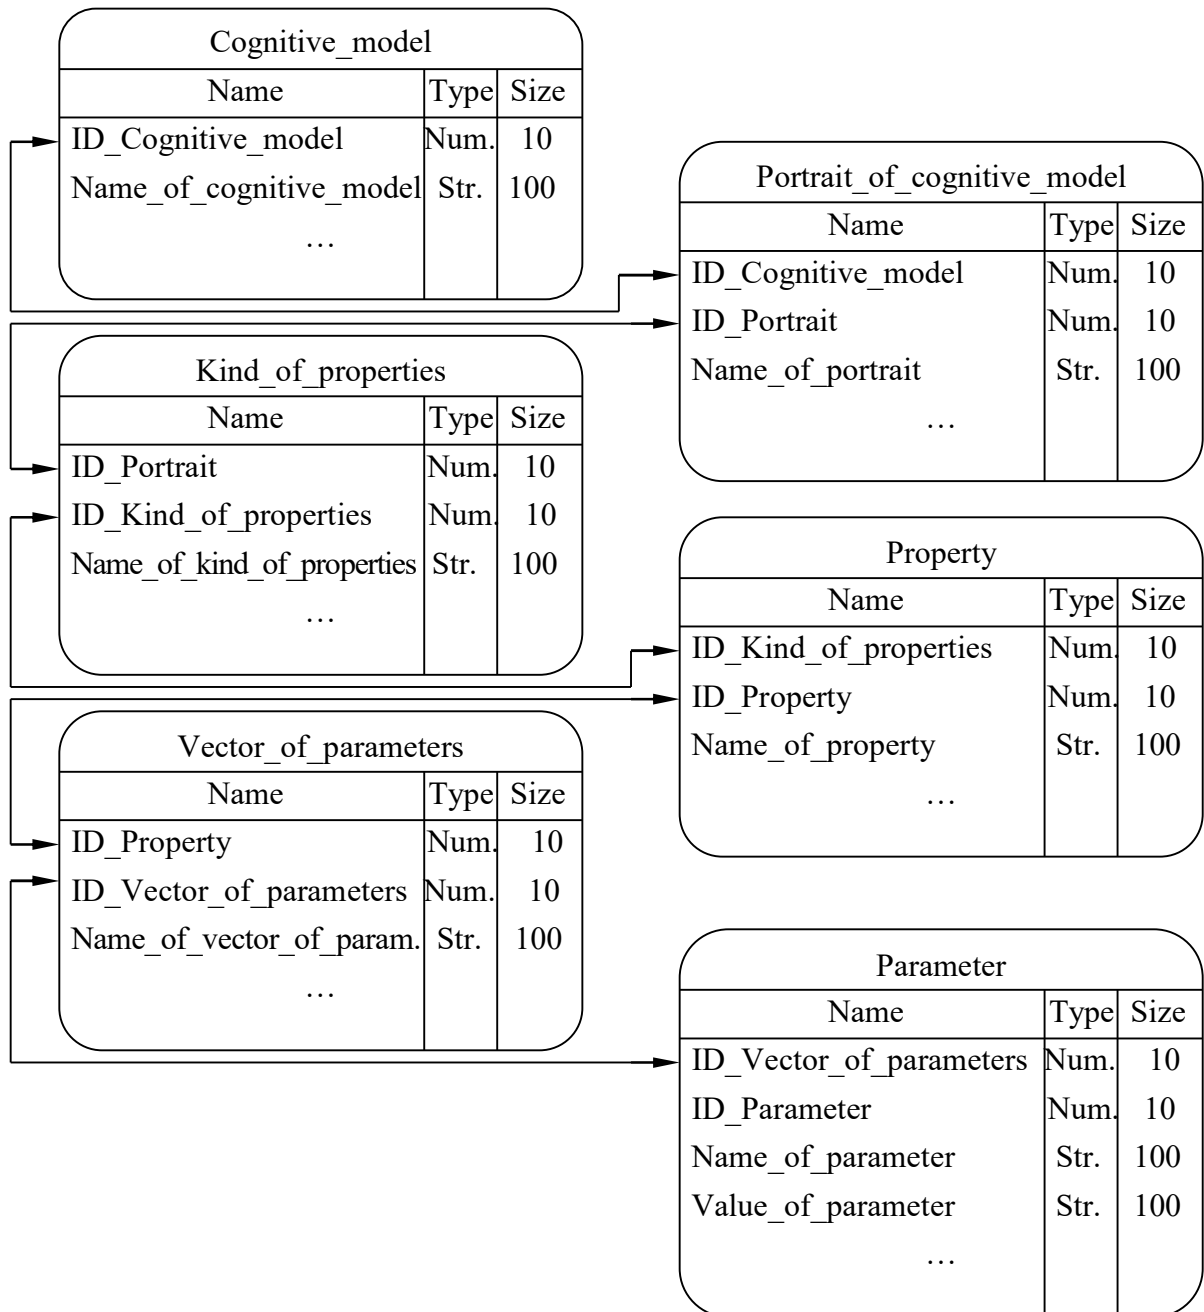 Cognitive_model
Name Type Size
ID_Cognitive_model Num. 10
Name_of_cognitive_model Str. 100
…
Portrait_of_cognitive_model
Name Type Size
ID_Cognitive_model Num. 10
ID_Portrait Num. 10
Name_of_portrait Str. 100
…
Kind_of_properties
Name Type Size
ID_Portrait Num. 10
ID_Kind_of_properties Num. 10
Name_of_kind_of_properties Str. 100
…
Property
Name Type Size
ID_Kind_of_properties Num. 10
ID_Property Num. 10
Name_of_property Str. 100
…
Vector_of_parameters
Name Type Size
ID_Property Num. 10
ID_Vector_of_parameters Num. 10
Name_of_vector_of_param. Str. 100
…
Parameter
Name Type Size
ID_Vector_of_parameters Num. 10
ID_Parameter Num. 10
Name_of_parameter Str. 100
Value_of_parameter Str. 100
…